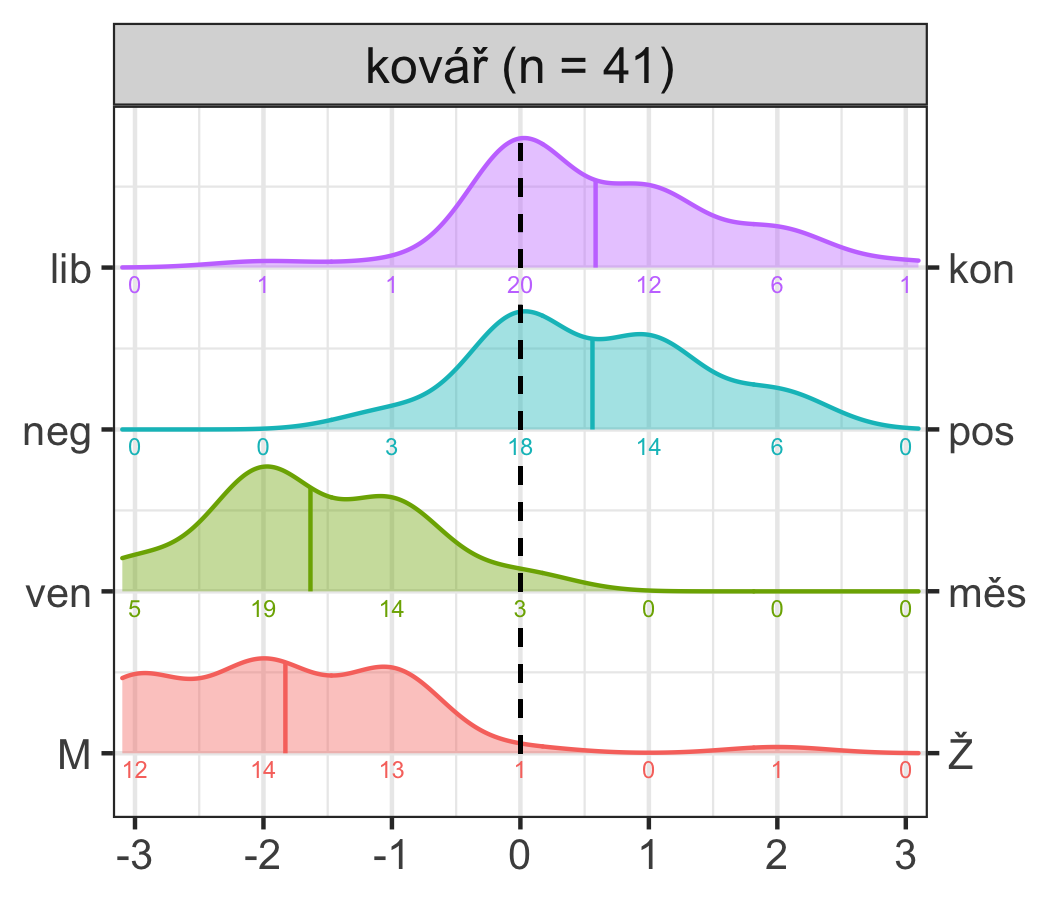 kovář (n = 41)
lib kon
0 1 1 20 12 6 1
neg pos
0 0 3 18 14 6 0
ven měs
5 19 14 3 0 0 0
M Ž
12 14 13 1 0 1 0
-3 -2 -1 0 1 2 3